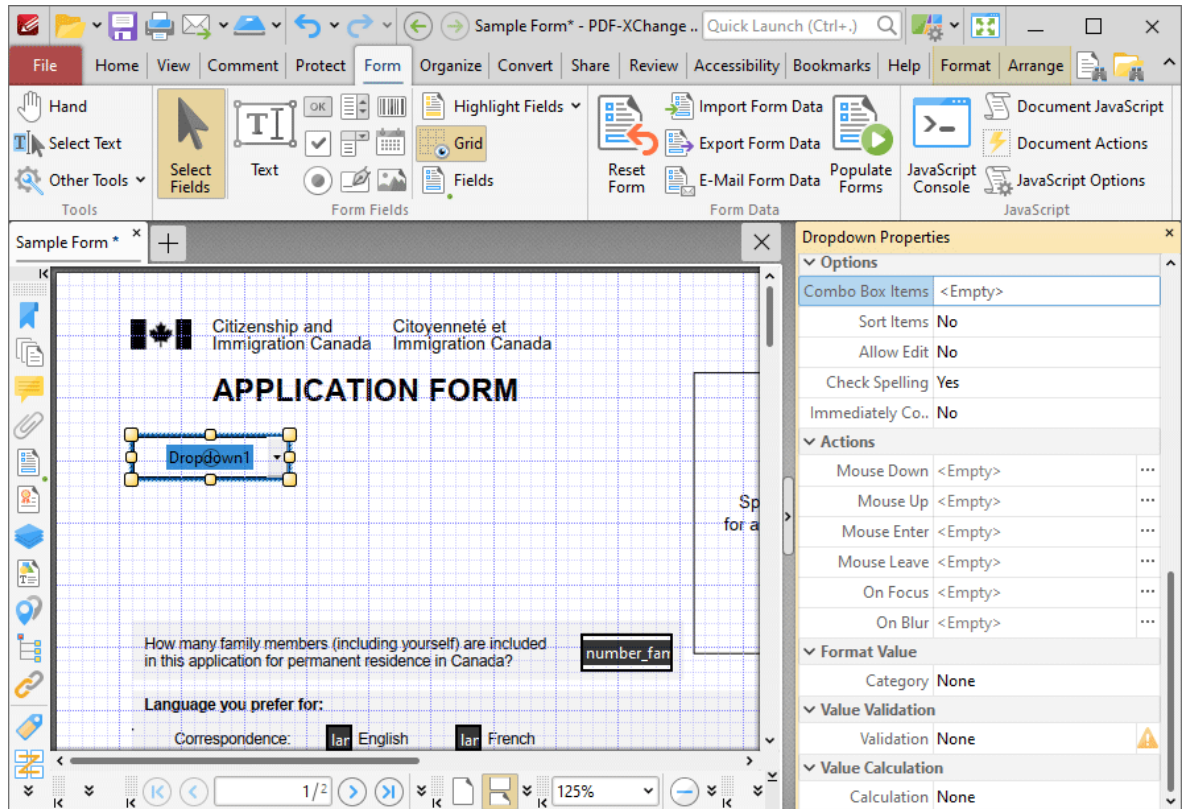 Sample Form* - PDF-XChange ..
Quick Launch (Ctrl+.)
File Home View Comment Protect Form Organize Convert Share Review Accessibility Bookmarks Help Format Arrange
Hand
Select Text
Other Tools
Tools
Select Fields
Text
OK
Form Fields
Highlight Fields
Grid
Fields
Reset Form
Import Form Data
Export Form Data
E-Mail Form Data
Populate Forms
Form Data
JavaScript Console
Document JavaScript
Document Actions
JavaScript Options
JavaScript
Sample Form *
Citizenship and Immigration Canada
Citoyenneté et Immigration Canada
APPLICATION FORM
Dropdown1
Sp
for a
How many family members (including yourself) are included
in this application for permanent residence in Canada?
number_fam
Language you prefer for:
Correspondence: lar English lar French
1/2
125%
Dropdown Properties
Options
Combo Box Items <Empty>
Sort Items No
Allow Edit No
Check Spelling Yes
Immediately Co.. No
Actions
Mouse Down <Empty> ...
Mouse Up <Empty> ...
Mouse Enter <Empty> ...
Mouse Leave <Empty> ...
On Focus <Empty> ...
On Blur <Empty> ...
Format Value
Category None
Value Validation
Validation None
Value Calculation
Calculation None